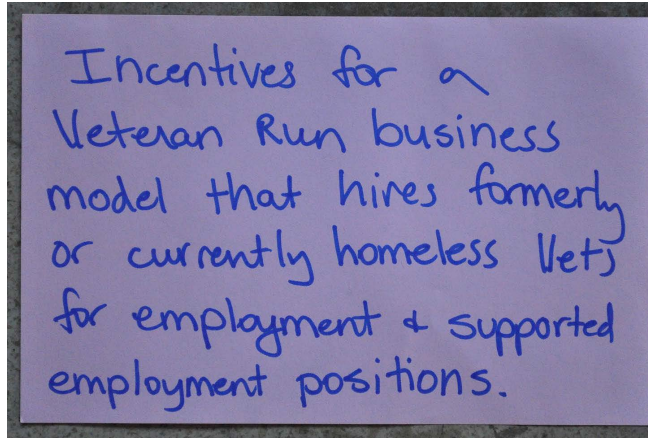 Incentives for a
Veteran Run business
model that hires formerly
or currently homeless Vets
for employment & supported
employment positions.